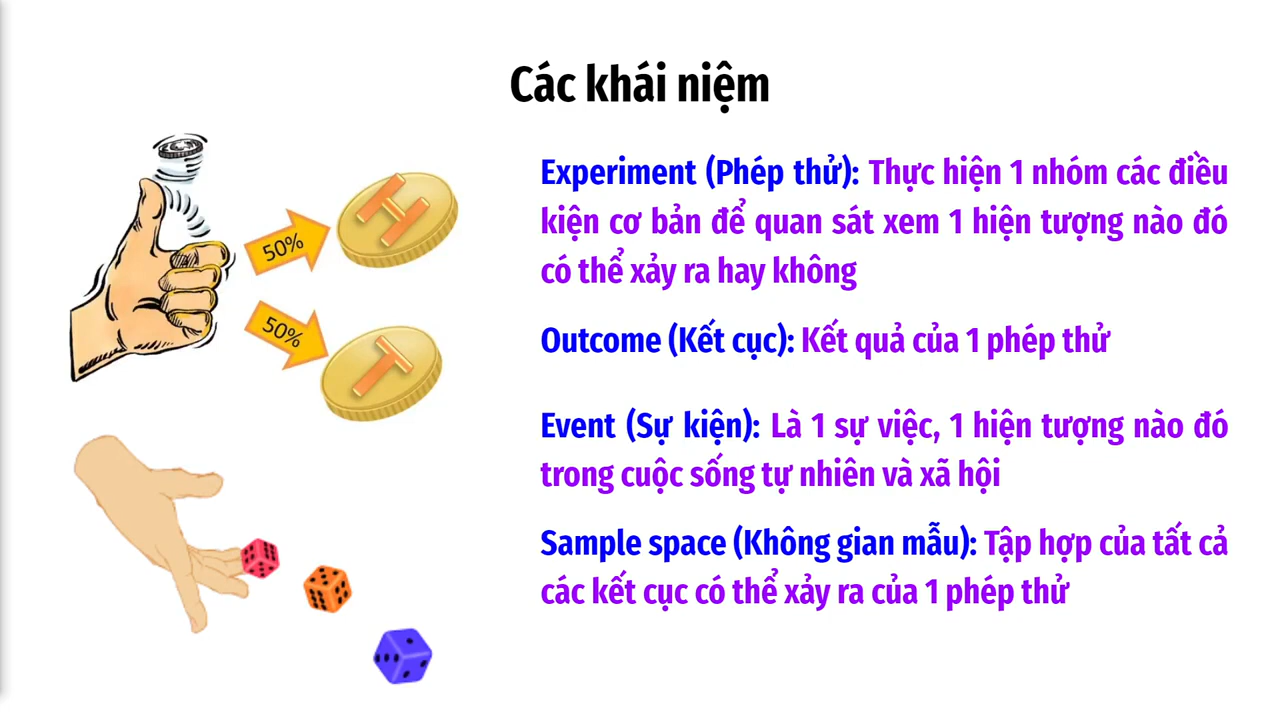 Các khái niệm
50%
H
50%
T
Experiment (Phép thử): Thực hiện 1 nhóm các điều
kiện cơ bản để quan sát xem 1 hiện tượng nào đó
có thể xảy ra hay không
Outcome (Kết cục): Kết quả của 1 phép thử
Event (Sự kiện): Là 1 sự việc, 1 hiện tượng nào đó
trong cuộc sống tự nhiên và xã hội
Sample space (Không gian mẫu): Tập hợp của tất cả
các kết cục có thể xảy ra của 1 phép thử